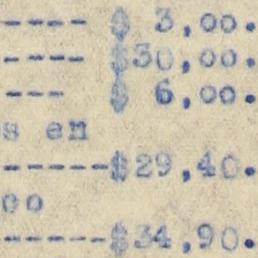 ----- $ 3,00.
----- $30,00.
---- $ 6,00.
s en
------$29,40.
oo
------$34,90.